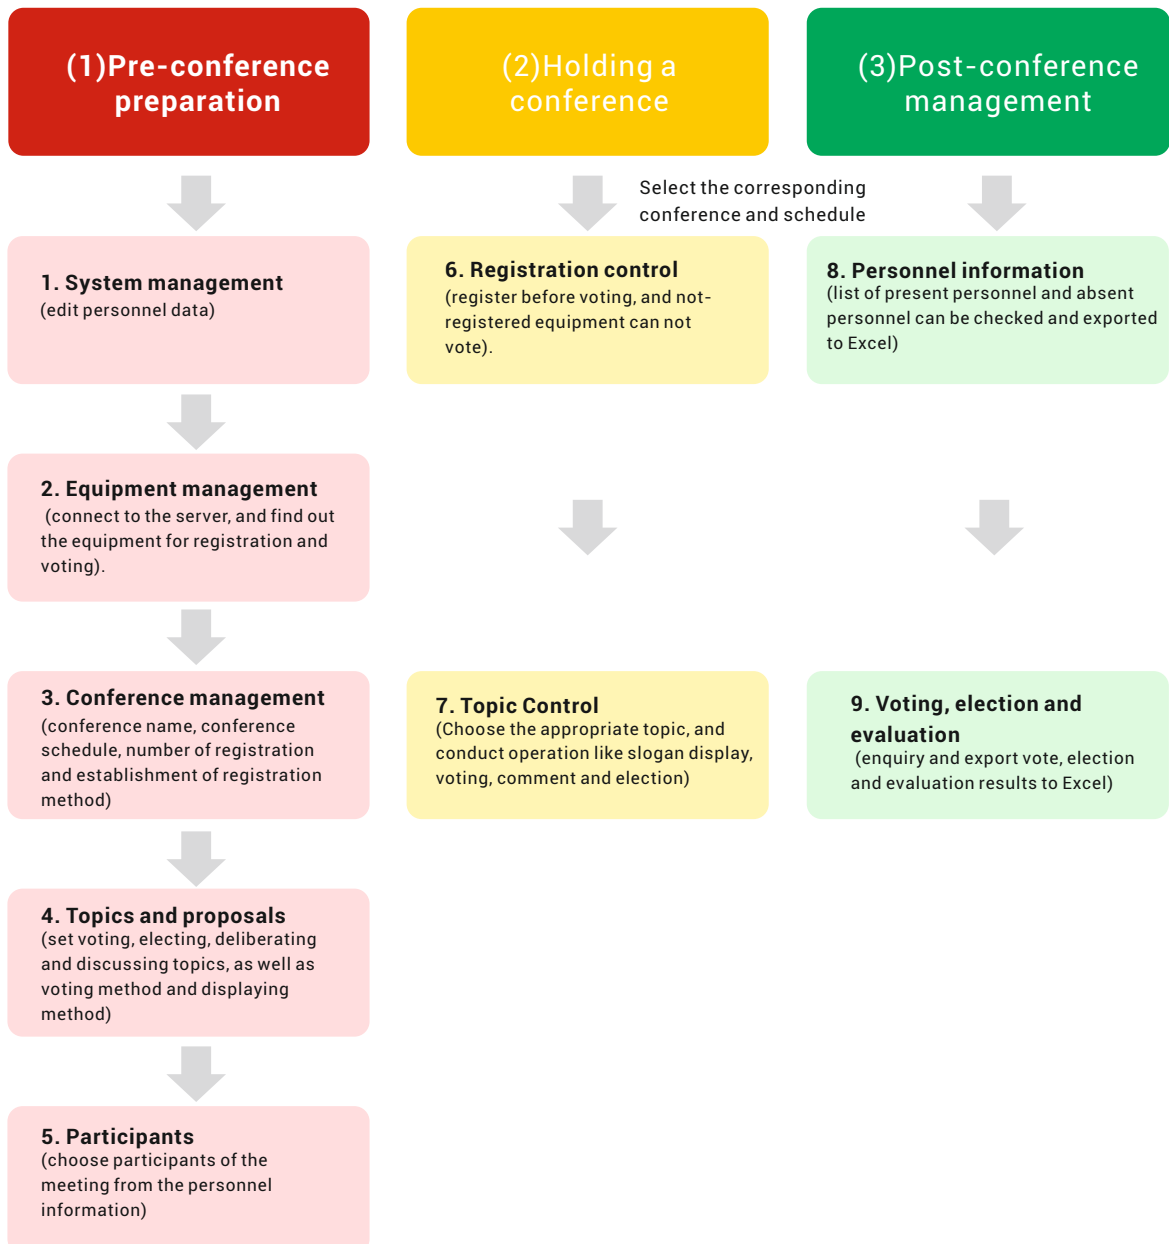 (1)Pre-conference
preparation
(2)Holding a
conference
(3)Post-conference
management
Select the corresponding
conference and schedule
1. System management
(edit personnel data)
6. Registration control
(register before voting, and not-
registered equipment can not
vote).
8. Personnel information
(list of present personnel and absent
personnel can be checked and exported
to Excel)
2. Equipment management
(connect to the server, and find out
the equipment for registration and
voting).
3. Conference management
(conference name, conference
schedule, number of registration
and establishment of registration
method)
7. Topic Control
(Choose the appropriate topic, and
conduct operation like slogan display,
voting, comment and election)
9. Voting, election and
evaluation
(enquiry and export vote, election
and evaluation results to Excel)
4. Topics and proposals
(set voting, electing, deliberating
and discussing topics, as well as
voting method and displaying
method)
5. Participants
(choose participants of the
meeting from the personnel
information)